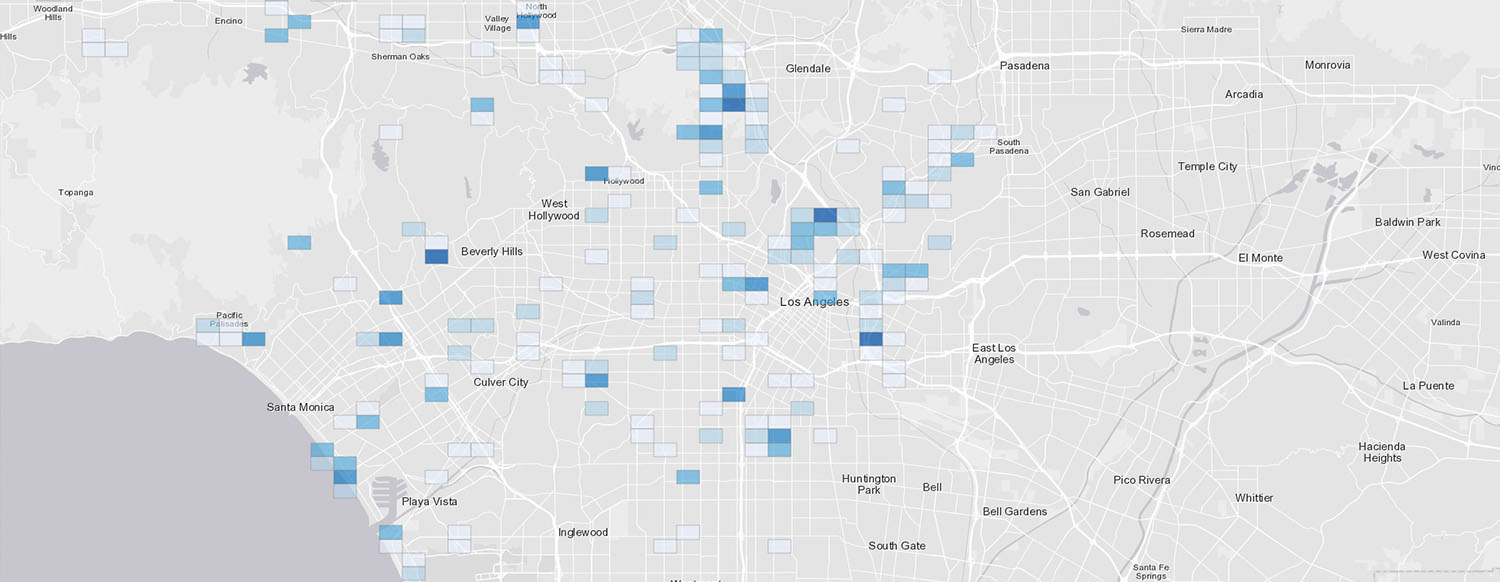 Woodland
Hills
Encino
Valley
Village
North
Hollywood
Hills
Sherman Oaks
Glendale
Pasadena
Sierra Madre
Monrovia
Arcadia
South
Pasadena
Temple City
San Gabriel
Topanga
Hollywood
West
Hollywood
Beverly Hills
Rosemead
Baldwin Park
El Monte
West Covina
Los Angeles
Pacific
Palisades
Valinda
East Los
Angeles
Culver City
La Puente
Santa Monica
Hacienda
Heights
Huntington
Park
Bell
Pico Rivera
Whittier
Playa Vista
Bell Gardens
Inglewood
South Gate
Santa Fe
Springs